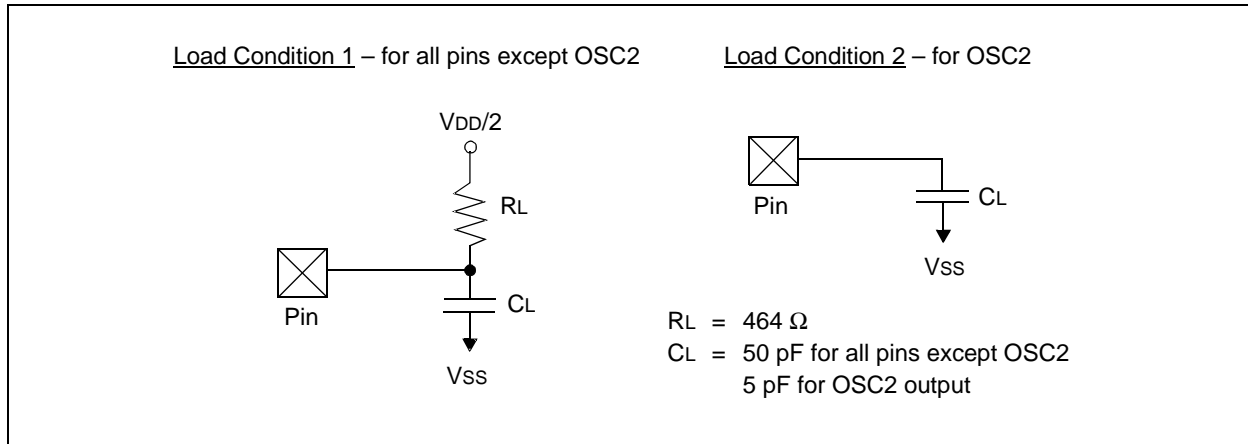 Load Condition 1 – for all pins except OSC2
VDD/2
RL
Pin
CL
VSS
Load Condition 2 – for OSC2
Pin
CL
VSS
RL = 464 Ω
CL = 50 pF for all pins except OSC2
5 pF for OSC2 output